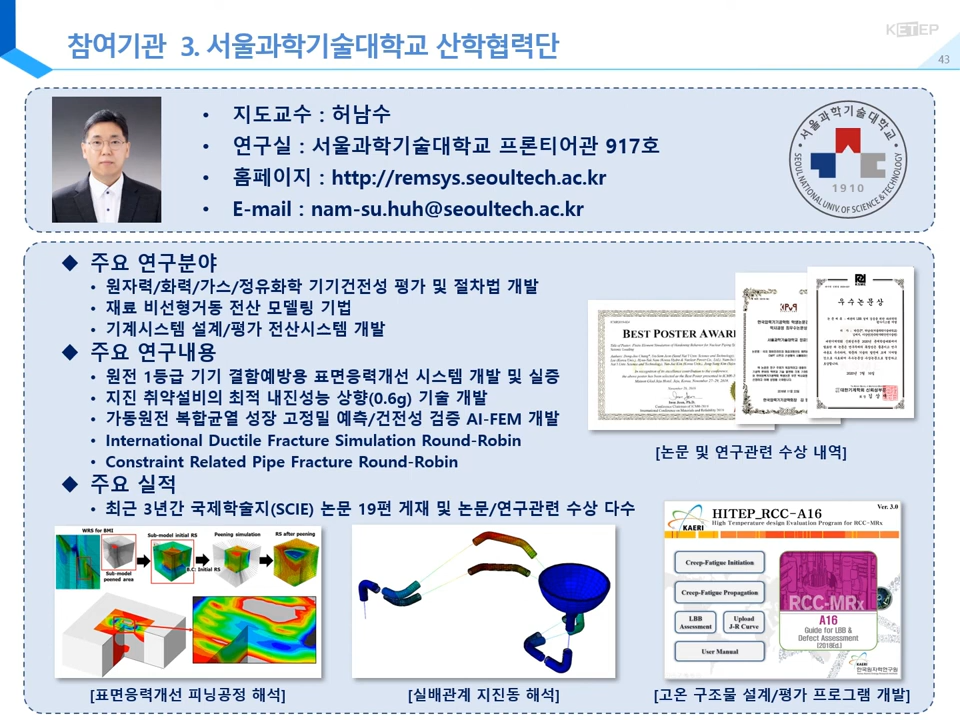 KETEP
43
참여기관 3. 서울과학기술대학교 산학협력단
• 지도교수 : 허남수
• 연구실 : 서울과학기술대학교 프론티어관 917호
• 홈페이지 : http://remsys.seoultech.ac.kr
• E-mail : nam-su.huh@seoultech.ac.kr
서울과학기술대학교
SEOUL NATIONAL UNIV. OF SCIENCE & TECHNOLOGY
1910
◆ 주요 연구분야
• 원자력/화력/가스/정유화학 기기건전성 평가 및 절차법 개발
• 재료 비선형거동 전산 모델링 기법
• 기계시스템 설계/평가 전산시스템 개발
◆ 주요 연구내용
원전 1등급 기기 결함예방용 표면응력개선 시스템 개발 및 실증
• 지진 취약설비의 최적 내진성능 상향(0.6g) 기술 개발
• 가동원전 복합균열 성장 고정밀 예측/건전성 검증 AI-FEM 개발
• International Ductile Fracture Simulation Round-Robin
• Constraint Related Pipe Fracture Round-Robin
◆ 주요 실적
• 최근 3년간 국제학술지(SCIE) 논문 19편 게재 및 논문/연구관련 수상 다수
BEST POSTER AWAR
우수논문상
[논문 및 연구관련 수상 내역]
WRS for BMI
Sub-model initial RS
Peening simulation
RS after peening
Sub-model peened area
B.C: Initial RS
[표면응력개선 피닝공정 해석]
[실배관계 지진동 해석]
KAERI
HITEP_RCC-A16
Ver. 3.0
High Temperature design Evaluation Program for RCC-MRx
Creep-Fatigue Initiation
Creep-Fatigue Propagation
LBB Assessment
Upload J-R Curve
User Manual
RCC-MRx
A16
Guide for LBB &
Defect Assessment
[2018Ed.]
KAERI
한국원자력연구원
[고온 구조물 설계/평가 프로그램 개발]